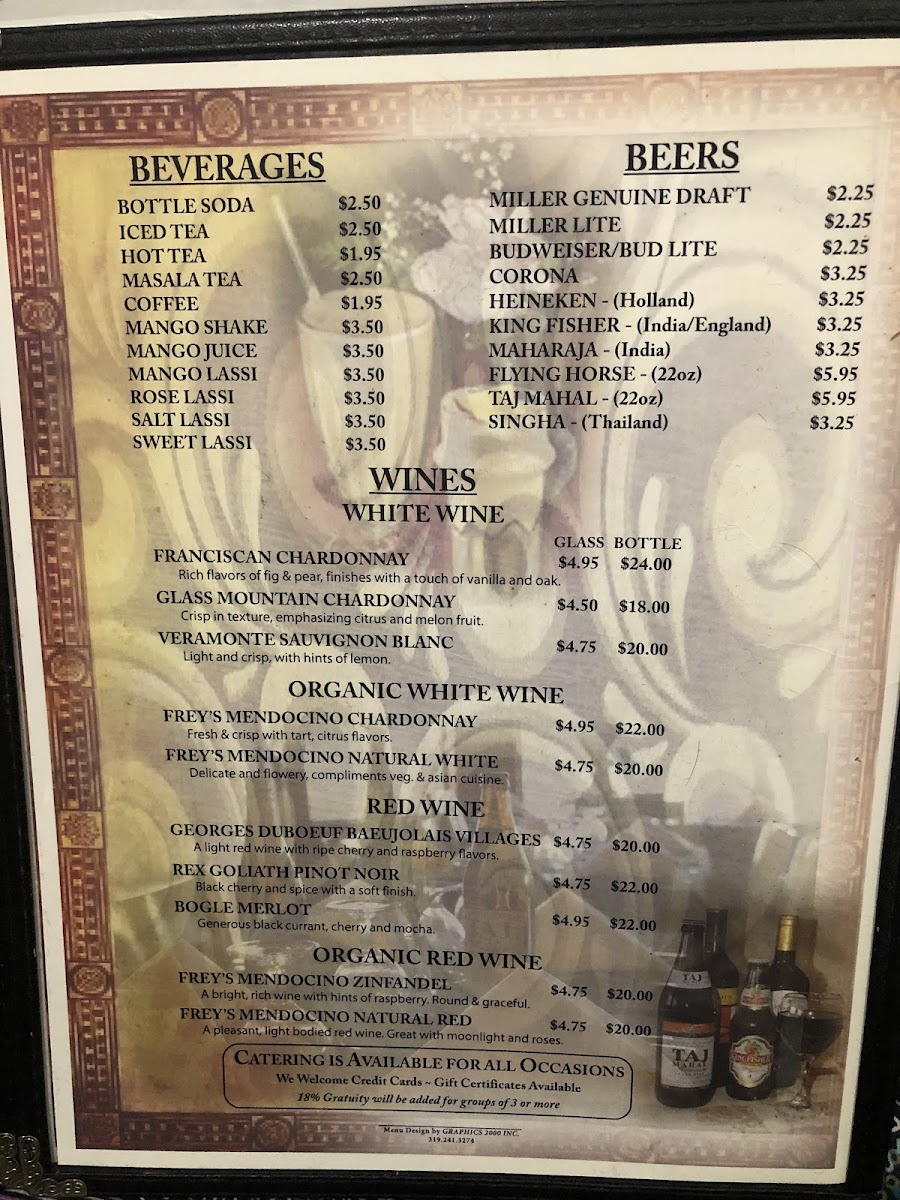 BEVERAGES
BOTTLE SODA $2.50
ICED TEA $2.50
HOT TEA $1.95
MASALA TEA $2.50
COFFEE $1.95
MANGO SHAKE $3.50
MANGO JUICE $3.50
MANGO LASSI $3.50
ROSE LASSI $3.50
SALT LASSI $3.50
SWEET LASSI $3.50
BEERS
MILLER GENUINE DRAFT $2.25
MILLER LITE $2.25
BUDWEISER/BUD LITE $2.25
CORONA $3.25
HEINEKEN - (Holland) $3.25
KING FISHER - (India/England) $3.25
MAHARAJA - (India) $3.25
FLYING HORSE - (22oz) $5.95
TAJ MAHAL - (22oz) $5.95
SINGHA - (Thailand) $3.25
WINES
WHITE WINE
GLASS BOTTLE
FRANCISCAN CHARDONNAY $4.95 $24.00
Rich flavors of fig & pear, finishes with a touch of vanilla and oak.
GLASS MOUNTAIN CHARDONNAY $4.50 $18.00
Crisp in texture, emphasizing citrus and melon fruit.
VERAMONTE SAUVIGNON BLANC $4.75 $20.00
Light and crisp, with hints of lemon.
ORGANIC WHITE WINE
FREY'S MENDOCINO CHARDONNAY $4.95 $22.00
Fresh & crisp with tart, citrus flavors.
FREY'S MENDOCINO NATURAL WHITE $4.75 $20.00
Delicate and flowery, compliments veg. & asian cuisine.
RED WINE
GEORGES DUBOEUF BAEUJOLAIS VILLAGES $4.75 $20.00
A light red wine with ripe cherry and raspberry flavors.
REX GOLIATH PINOT NOIR $4.75 $22.00
Black cherry and spice with a soft finish.
BOGLE MERLOT $4.95 $22.00
Generous black currant, cherry and mocha.
ORGANIC RED WINE
FREY'S MENDOCINO ZINFANDEL $4.75 $20.00
A bright, rich wine with hints of raspberry. Round & graceful.
FREY'S MENDOCINO NATURAL RED $4.75 $20.00
A pleasant, light bodied red wine. Great with moonlight and roses.
CATERING IS AVAILABLE FOR ALL OCCASIONS
We Welcome Credit Cards ~ Gift Certificates Available
18% Gratuity will be added for groups of 3 or more
TAJ
TAJ
MAHAL
KINGFISHER
Menu Design by GRAPHICS 2000 INC.
319.241.3274